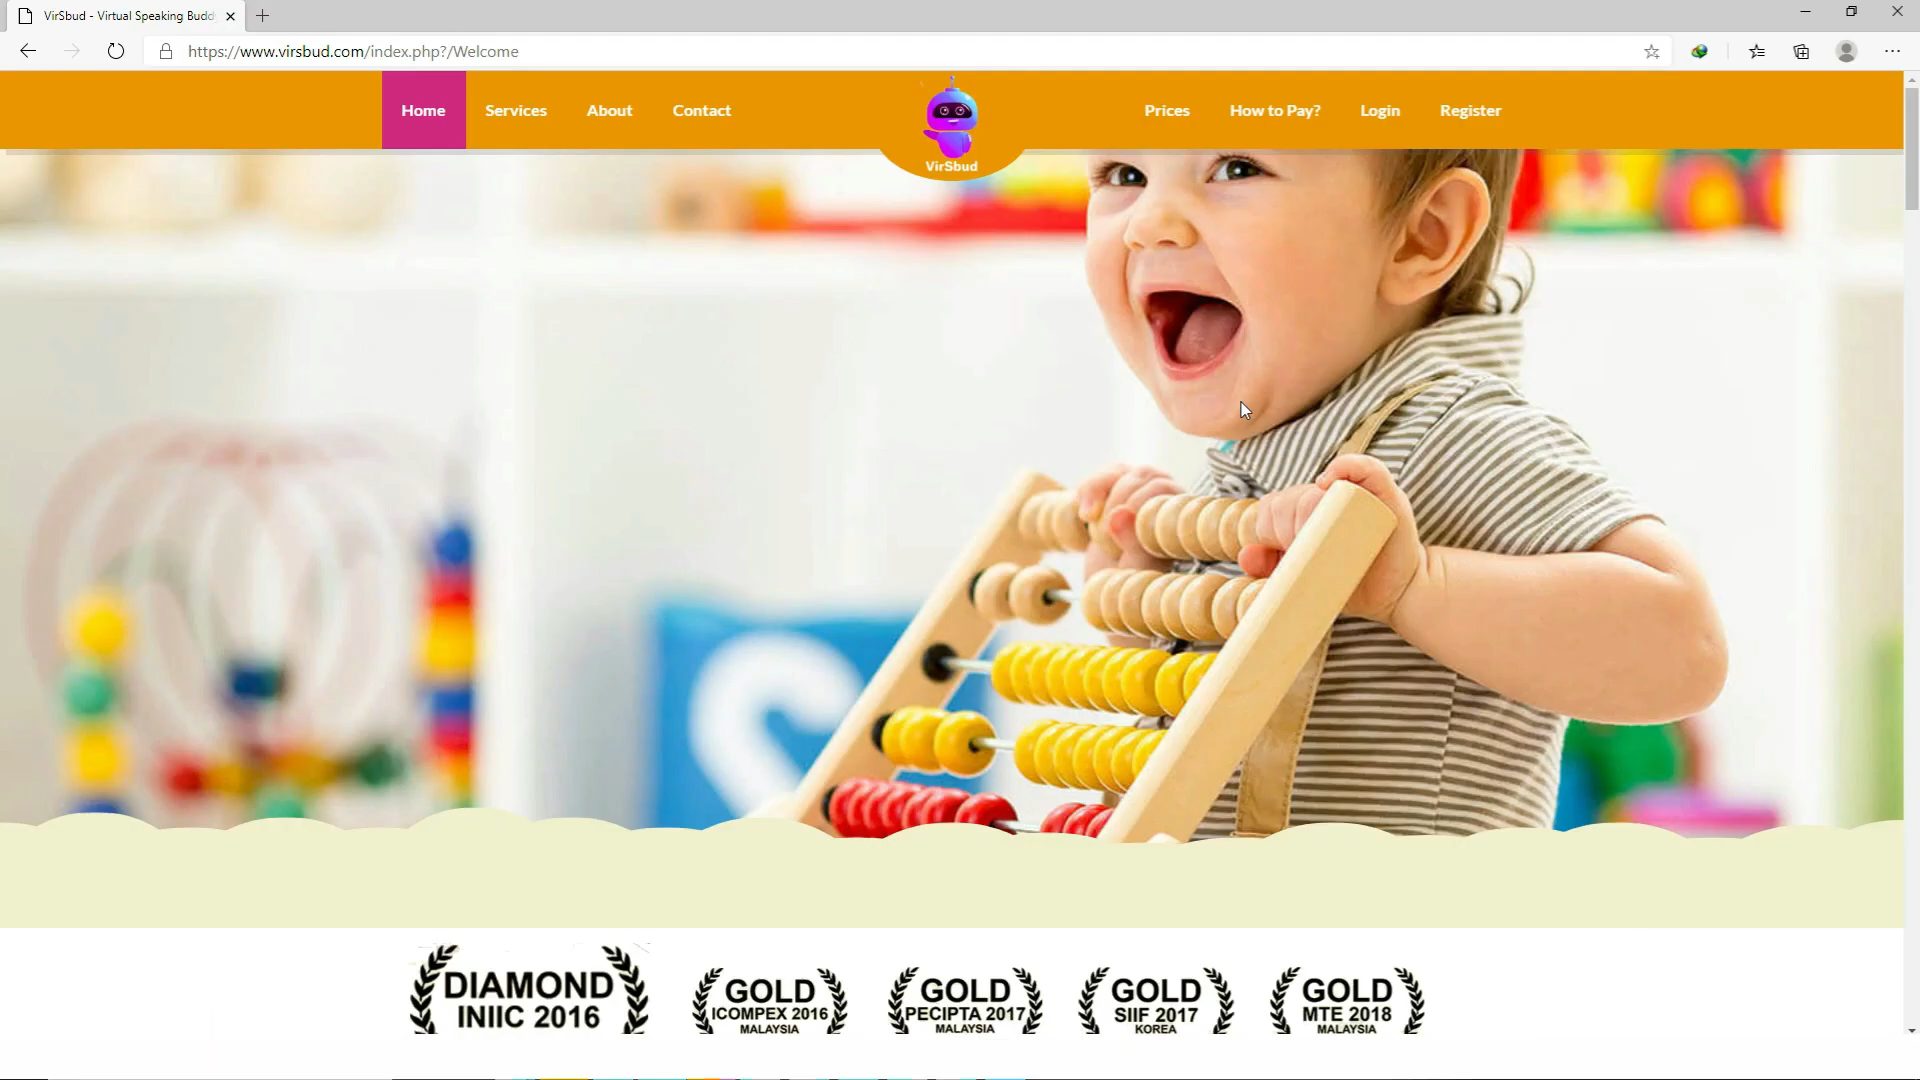 VirSbud - Virtual Speaking Budd
https://www.virsbud.com/index.php?/Welcome
Home
Services
About
Contact
VirSbud
Prices
How to Pay?
Login
Register
DIAMOND
INIIC 2016
GOLD
ICOMPEX 2016
MALAYSIA
GOLD
PECIPTA 2017
MALAYSIA
GOLD
SIIF 2017
KOREA
GOLD
MTE 2018
MALAYSIA